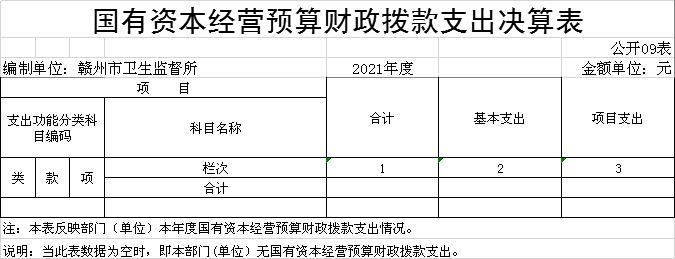 国有资本经营预算财政拨款支出决算表
公开09表
编制单位：赣州市卫生监督所 2021年度 金额单位：元
项 目 合计 基本支出 项目支出
支出功能分类科目编码 科目名称
类 款 项 栏次 1 2 3
合计
注：本表反映部门（单位）本年度国有资本经营预算财政拨款支出情况。
说明：当此表数据为空时，即本部门(单位）无国有资本经营预算财政拨款支出。